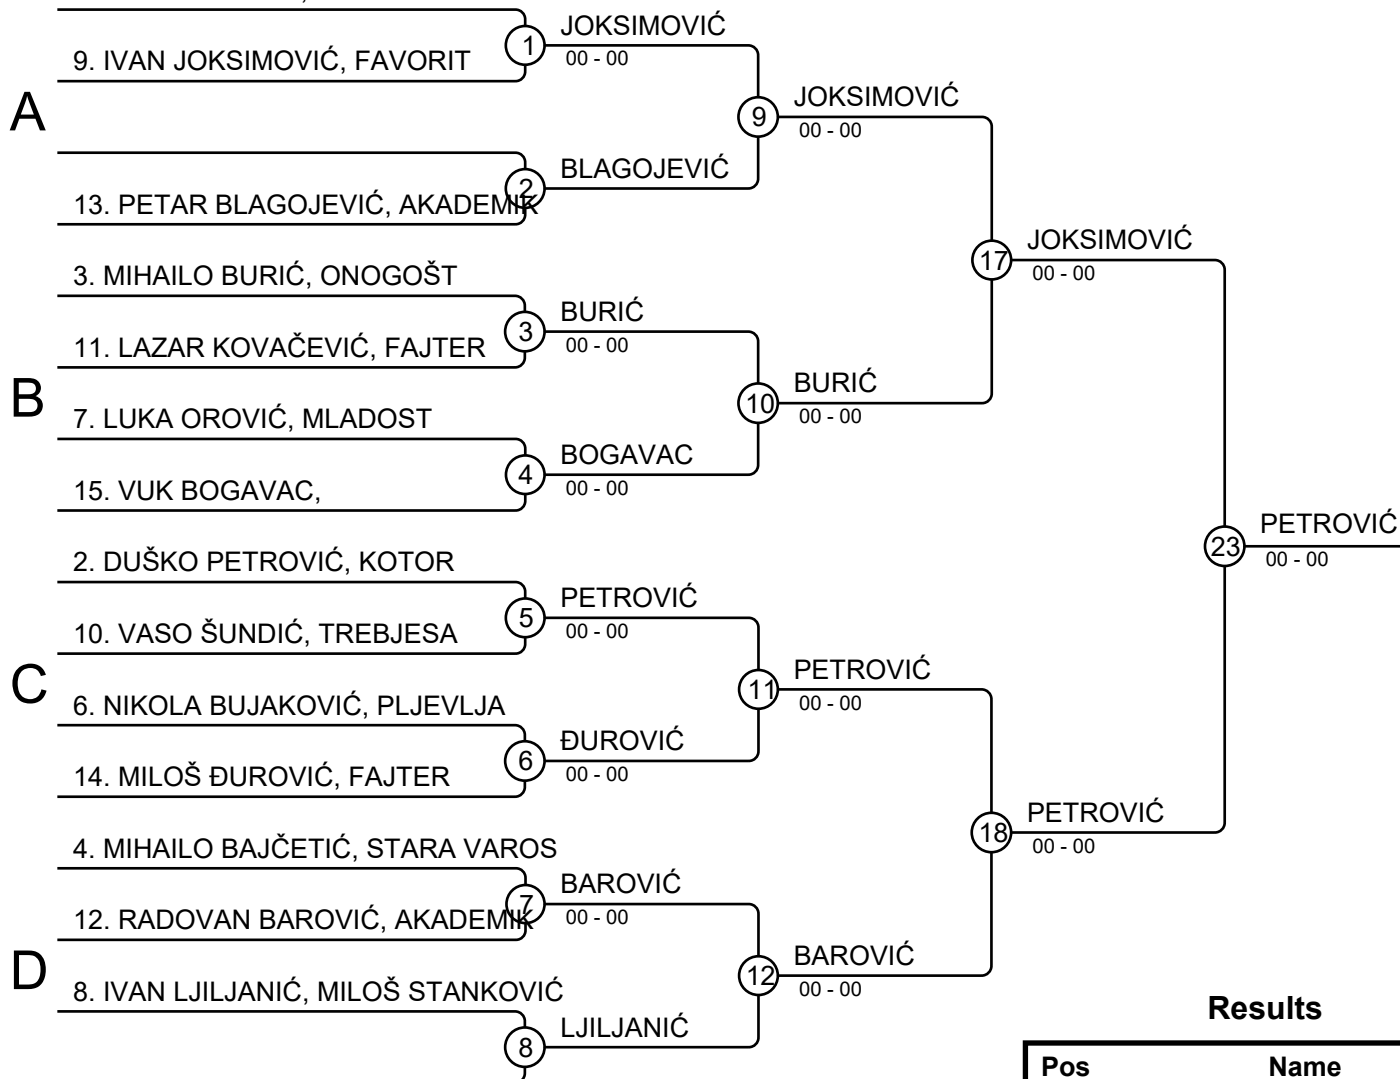 JOKSIMOVIĆ
1
00 - 00
9. IVAN JOKSIMOVIĆ, FAVORIT
A
JOKSIMOVIĆ
9
00 - 00
BLAGOJEVIĆ
2
13. PETAR BLAGOJEVIĆ, AKADEMIK
JOKSIMOVIĆ
17
00 - 00
3. MIHAILO BURIĆ, ONOGOŠT
BURIĆ
3
00 - 00
11. LAZAR KOVAČEVIĆ, FAJTER
B
BURIĆ
10
00 - 00
7. LUKA OROVIĆ, MLADOST
BOGAVAC
4
00 - 00
15. VUK BOGAVAC,
PETROVIĆ
23
00 - 00
2. DUŠKO PETROVIĆ, KOTOR
PETROVIĆ
5
00 - 00
10. VASO ŠUNDIĆ, TREBJESA
C
PETROVIĆ
11
00 - 00
6. NIKOLA BUJAKOVIĆ, PLJEVLJA
ĐUROVIĆ
6
00 - 00
14. MILOŠ ĐUROVIĆ, FAJTER
PETROVIĆ
18
00 - 00
4. MIHAILO BAJČETIĆ, STARA VAROS
BAROVIĆ
7
00 - 00
12. RADOVAN BAROVIĆ, AKADEMIK
D
BAROVIĆ
12
00 - 00
8. IVAN LJILJANIĆ, MILOŠ STANKOVIĆ
LJILJANIĆ
8
Results
Pos Name